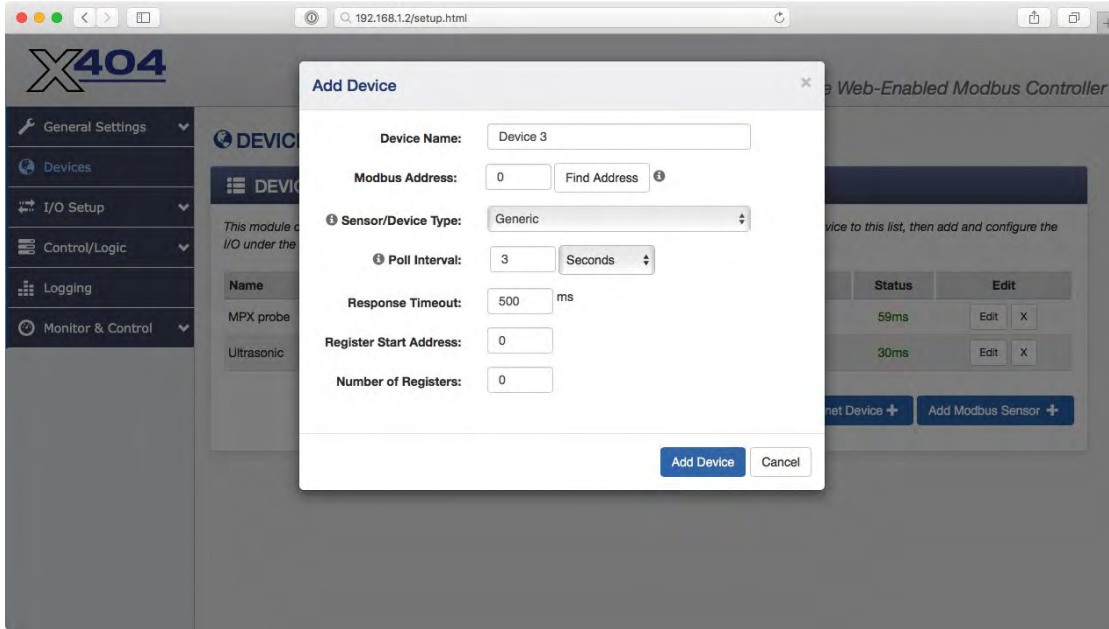 192.168.1.2/setup.html
X404
Web-Enabled Modbus Controller
General Settings
Devices
I/O Setup
Control/Logic
Logging
Monitor & Control
DEVIC
DEVIC
This module
vice to this list, then add and configure the
I/O under the
Name Status Edit
MPX probe 59ms Edit X
Ultrasonic 30ms Edit X
net Device + Add Modbus Sensor +
Add Device ×
Device Name: Device 3
Modbus Address: 0 Find Address
Sensor/Device Type: Generic
Poll Interval: 3 Seconds
Response Timeout: 500 ms
Register Start Address: 0
Number of Registers: 0
Add Device Cancel